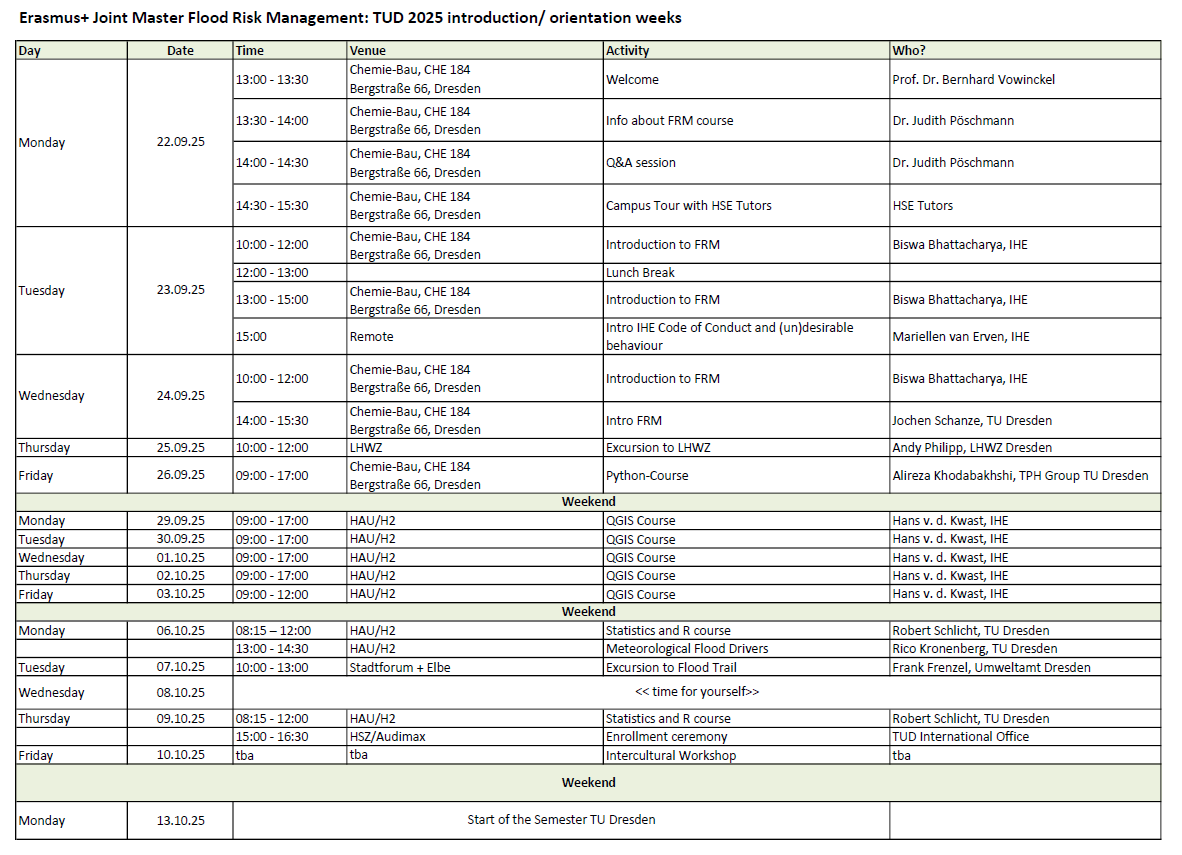 Erasmus+ Joint Master Flood Risk Management: TUD 2025 introduction/ orientation weeks
Day Date Time Venue Activity Who?
Monday 22.09.25
13:00 - 13:30 Chemie-Bau, CHE 184
Bergstraße 66, Dresden Welcome Prof. Dr. Bernhard Vowinckel
13:30 - 14:00 Chemie-Bau, CHE 184
Bergstraße 66, Dresden Info about FRM course Dr. Judith Pöschmann
14:00 - 14:30 Chemie-Bau, CHE 184
Bergstraße 66, Dresden Q&A session Dr. Judith Pöschmann
14:30 - 15:30 Chemie-Bau, CHE 184
Bergstraße 66, Dresden Campus Tour with HSE Tutors HSE Tutors
Tuesday 23.09.25
10:00 - 12:00 Chemie-Bau, CHE 184
Bergstraße 66, Dresden Introduction to FRM Biswa Bhattacharya, IHE
12:00 - 13:00 Lunch Break
13:00 - 15:00 Chemie-Bau, CHE 184
Bergstraße 66, Dresden Introduction to FRM Biswa Bhattacharya, IHE
15:00 Remote Intro IHE Code of Conduct and (un)desirable
behaviour Mariellen van Erven, IHE
Wednesday 24.09.25
10:00 - 12:00 Chemie-Bau, CHE 184
Bergstraße 66, Dresden Introduction to FRM Biswa Bhattacharya, IHE
14:00 - 15:30 Chemie-Bau, CHE 184
Bergstraße 66, Dresden Intro FRM Jochen Schanze, TU Dresden
Thursday 25.09.25 10:00 - 12:00 LHWZ Excursion to LHWZ Andy Philipp, LHWZ Dresden
Friday 26.09.25 09:00 - 17:00 Chemie-Bau, CHE 184
Bergstraße 66, Dresden Python-Course Alireza Khodabakhshi, TPH Group TU Dresden
Weekend
Monday 29.09.25 09:00 - 17:00 HAU/H2 QGIS Course Hans v. d. Kwast, IHE
Tuesday 30.09.25 09:00 - 17:00 HAU/H2 QGIS Course Hans v. d. Kwast, IHE
Wednesday 01.10.25 09:00 - 17:00 HAU/H2 QGIS Course Hans v. d. Kwast, IHE
Thursday 02.10.25 09:00 - 17:00 HAU/H2 QGIS Course Hans v. d. Kwast, IHE
Friday 03.10.25 09:00 - 12:00 HAU/H2 QGIS Course Hans v. d. Kwast, IHE
Weekend
Monday 06.10.25 08:15 – 12:00 HAU/H2 Statistics and R course Robert Schlicht, TU Dresden
13:00 - 14:30 HAU/H2 Meteorological Flood Drivers Rico Kronenberg, TU Dresden
Tuesday 07.10.25 10:00 - 13:00 Stadtforum + Elbe Excursion to Flood Trail Frank Frenzel, Umweltamt Dresden
Wednesday 08.10.25 << time for yourself>>
Thursday 09.10.25 08:15 - 12:00 HAU/H2 Statistics and R course Robert Schlicht, TU Dresden
15:00 - 16:30 HSZ/Audimax Enrollment ceremony TUD International Office
Friday 10.10.25 tba tba Intercultural Workshop tba
Weekend
Monday 13.10.25 Start of the Semester TU Dresden